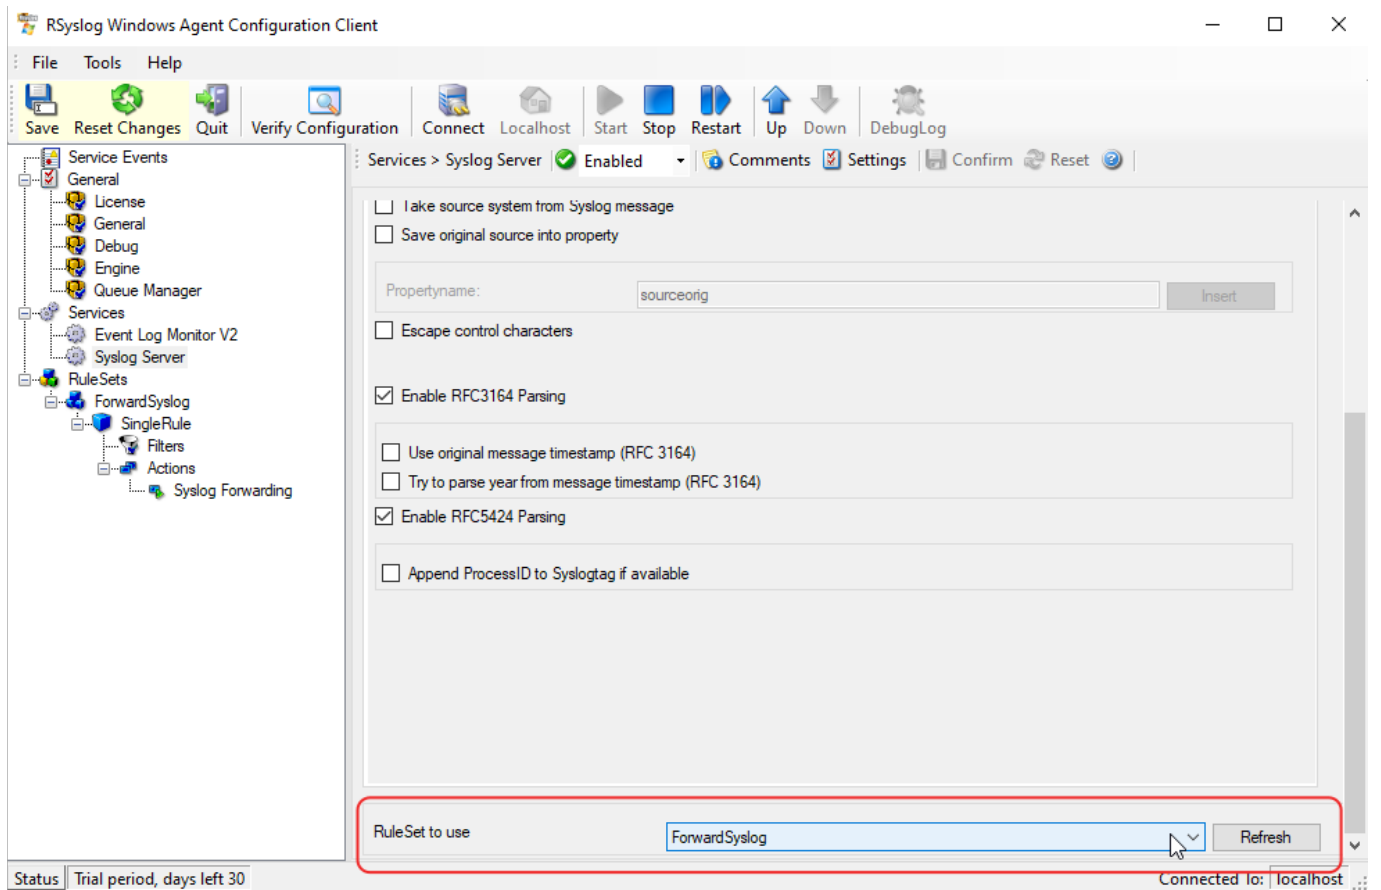 RSyslog Windows Agent Configuration Client
File Tools Help
Save Reset Changes Quit Verify Configuration Connect Localhost Start Stop Restart Up Down DebugLog
Services > Syslog Server Enabled Comments Settings Confirm Reset
Service Events
General
License
General
Debug
Engine
Queue Manager
Services
Event Log Monitor V2
Syslog Server
RuleSets
ForwardSyslog
SingleRule
Filters
Actions
Syslog Forwarding
Take source system from Syslog message
Save original source into property
Propertyname: sourceorig Insert
Escape control characters
Enable RFC3164 Parsing
Use original message timestamp (RFC 3164)
Try to parse year from message timestamp (RFC 3164)
Enable RFC5424 Parsing
Append ProcessID to Syslogtag if available
RuleSet to use ForwardSyslog Refresh
Status Trial period, days left 30 Connected To: localhost